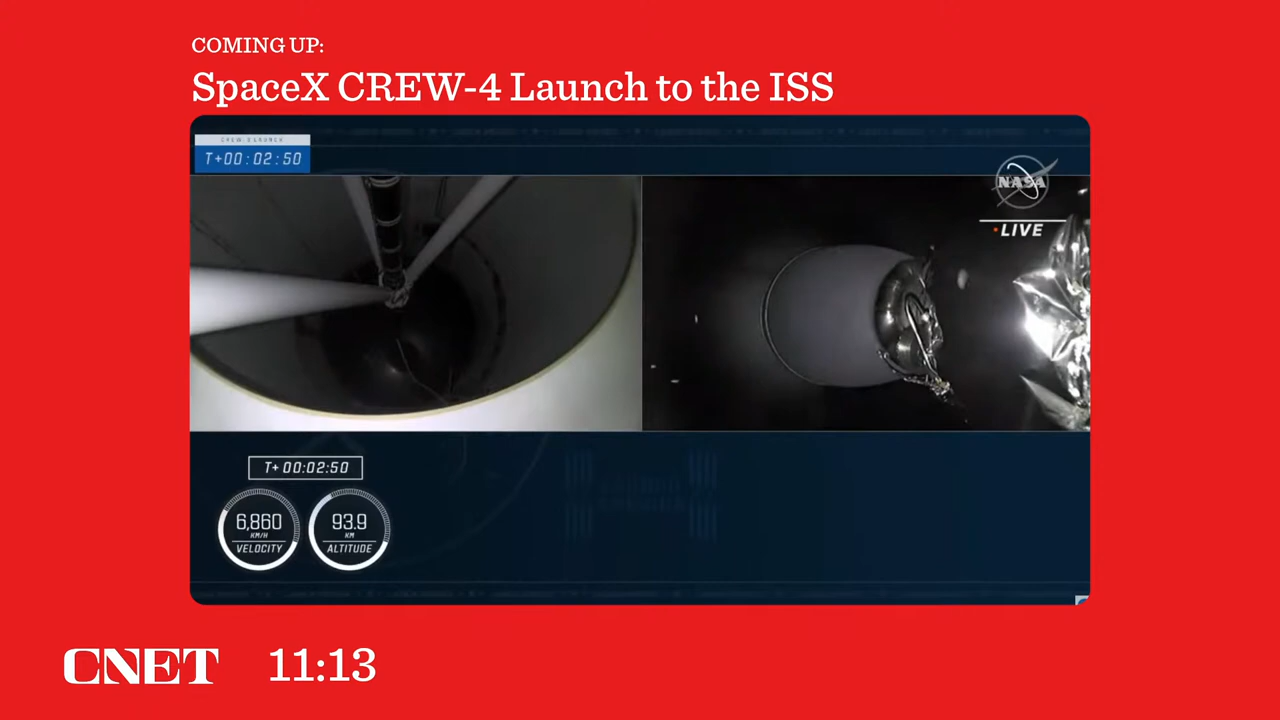 COMING UP:
SpaceX CREW-4 Launch to the ISS
T+00:02:50
NASA
LIVE
T+ 00:02:50
6,860
KM/H
VELOCITY
93.9
KM
ALTITUDE
CNET
11:13